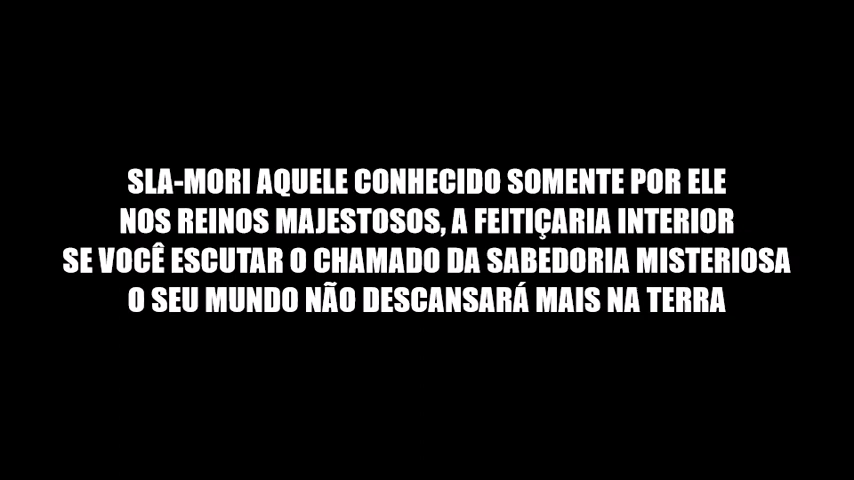 SLA-MORI AQUELE CONHECIDO SOMENTE POR ELE
NOS REINOS MAJESTOSOS, A FEITIÇARIA INTERIOR
SE VOCÊ ESCUTAR O CHAMADO DA SABEDORIA MISTERIOSA
O SEU MUNDO NÃO DESCANSARÁ MAIS NA TERRA